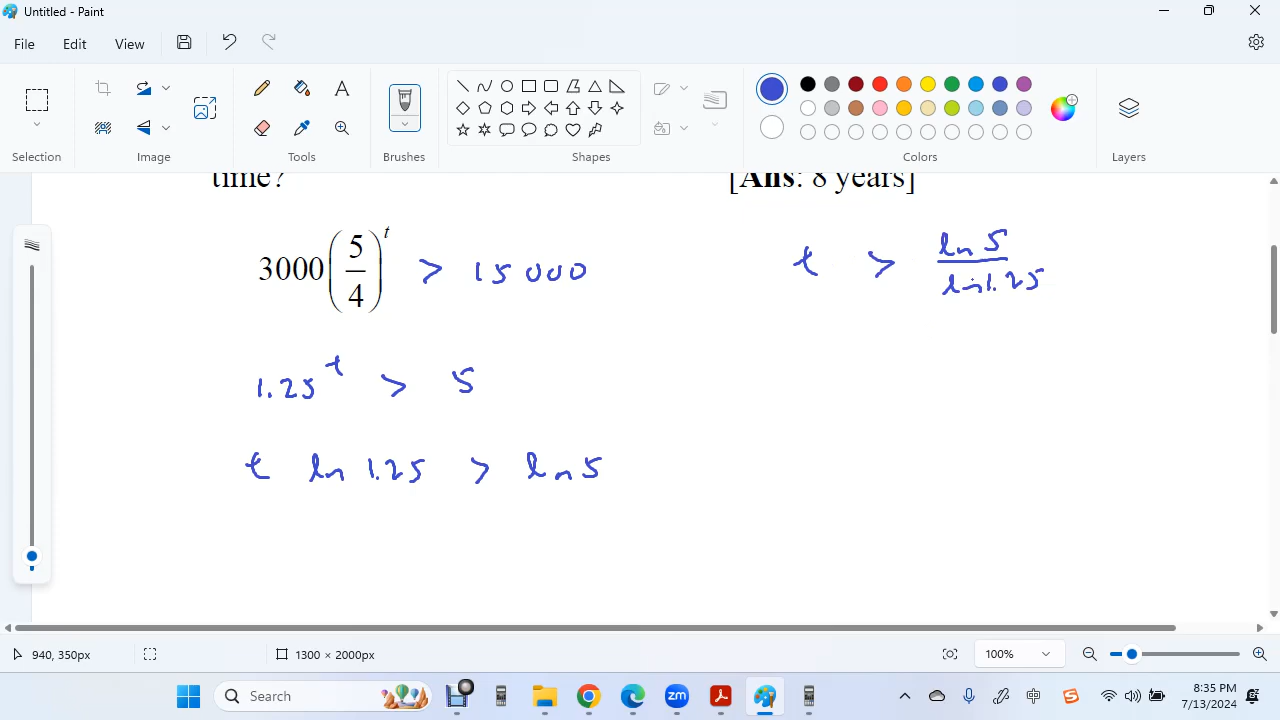 Untitled - Paint
File Edit View
Selection Image Tools Brushes Shapes Colors Layers
time? [Ans: 8 years]
3000(5/4)^t > 15000
t > ln 5 / ln 1.25
1.25^t > 5
t ln 1.25 > ln 5
940, 350px 1300 × 2000px 100%
Search 8:35 PM
7/13/2024